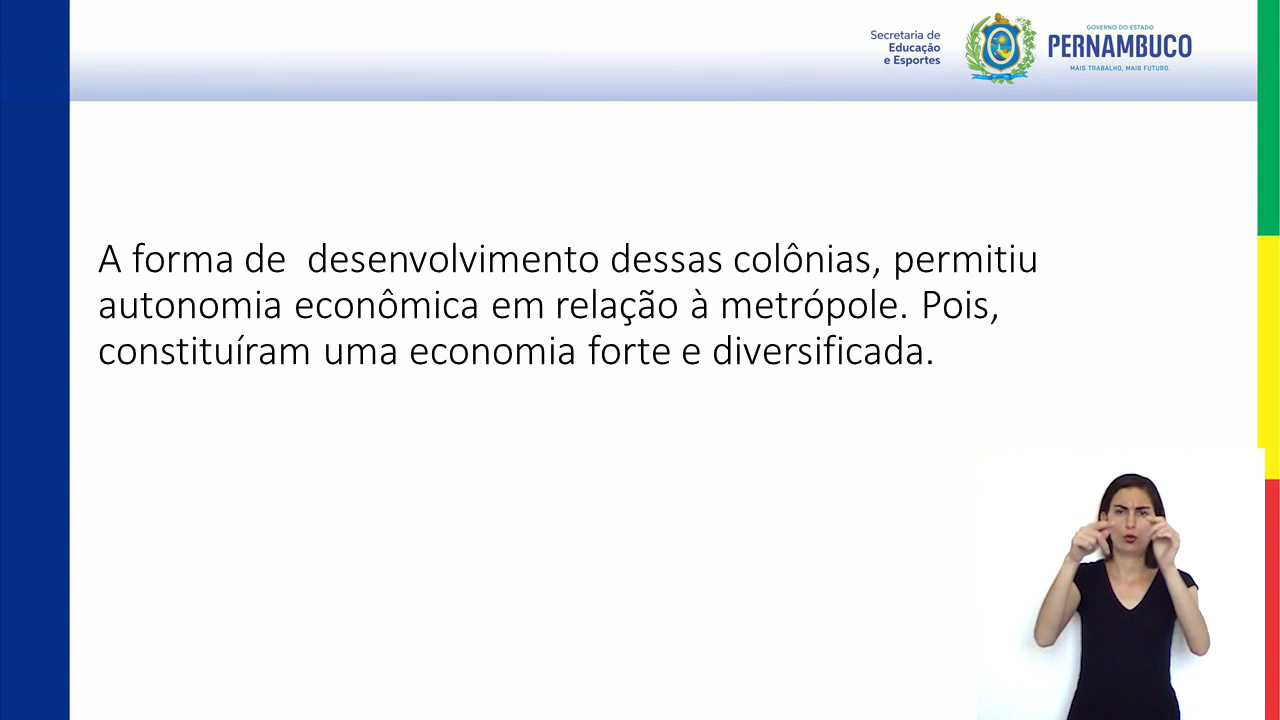 Secretaria de
Educação
e Esportes
GOVERNO DO ESTADO
PERNAMBUCO
MAIS TRABALHO, MAIS FUTURO.
A forma de  desenvolvimento dessas colônias, permitiu
autonomia econômica em relação à metrópole. Pois,
constituíram uma economia forte e diversificada.